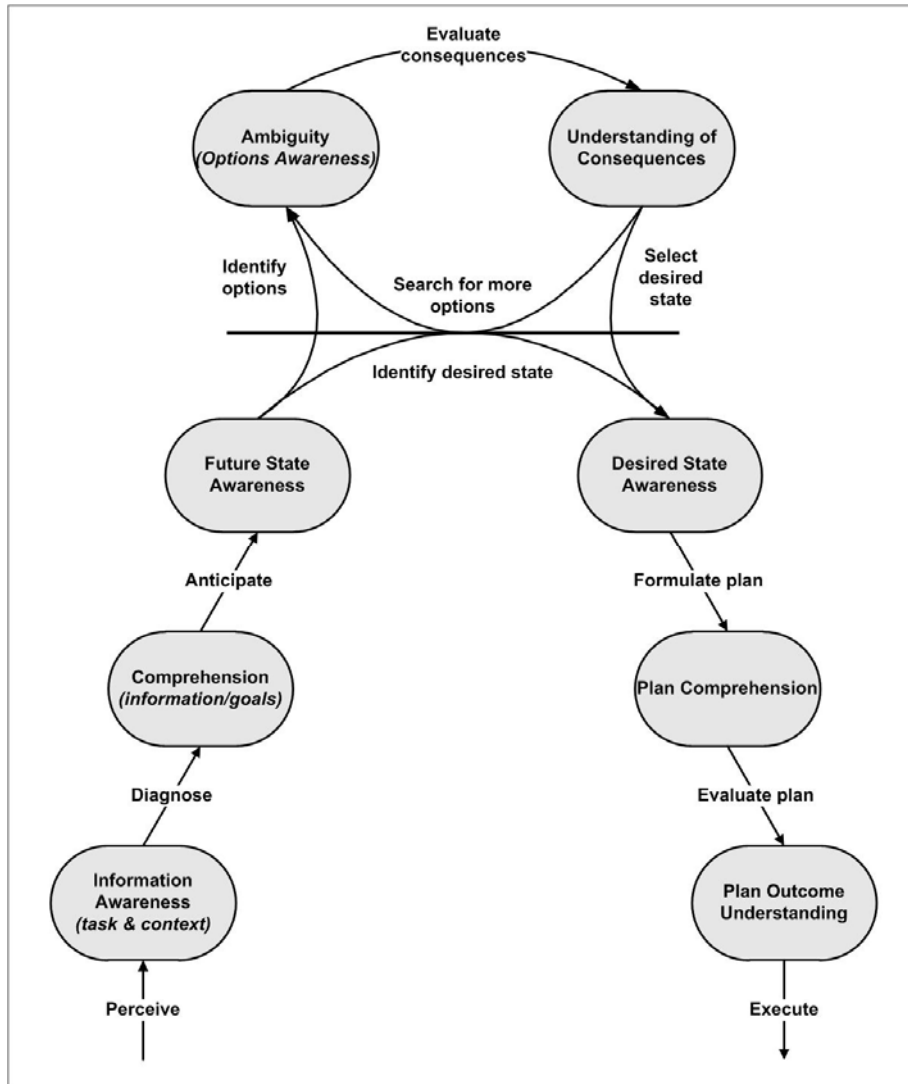 Evaluate
consequences
Ambiguity
(Options Awareness)
Understanding of
Consequences
Identify
options
Search for more
options
Select
desired
state
Identify desired state
Future State
Awareness
Desired State
Awareness
Anticipate
Formulate plan
Comprehension
(information/goals)
Plan Comprehension
Diagnose
Evaluate plan
Information
Awareness
(task & context)
Plan Outcome
Understanding
Perceive
Execute